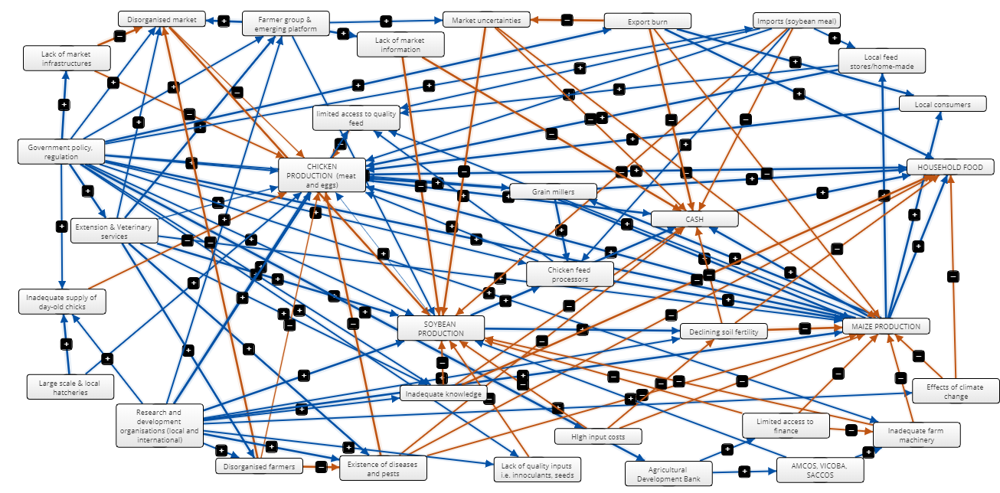 Disorganised market
Farmer group &
emerging platform
Market uncertainties
Export burn
Imports (soybean meal)
Lack of market
infrastructures
Lack of market
information
Local feed
stores/home-made
Local consumers
limited access to quality
feed
Government policy,
regulation
CHICKEN
PRODUCTION (meat
and eggs)
HOUSEHOLD FOOD
Grain millers
CASH
Extension & Veterinary
services
Chicken feed
processors
Inadequate supply of
day-old chicks
SOYBEAN
PRODUCTION
Declining soil fertility
MAIZE PRODUCTION
Large scale & local
hatcheries
Inadequate knowledge
Effects of climate
change
Research and
development
organisations (local and
international)
HIgh input costs
Limited access to
finance
Inadequate farm
machinery
Disorganised farmers
Existence of diseases
and pests
Lack of quality inputs
i.e. innoculants, seeds
Agricultural
Development Bank
AMCOS, VICOBA,
SACCOS